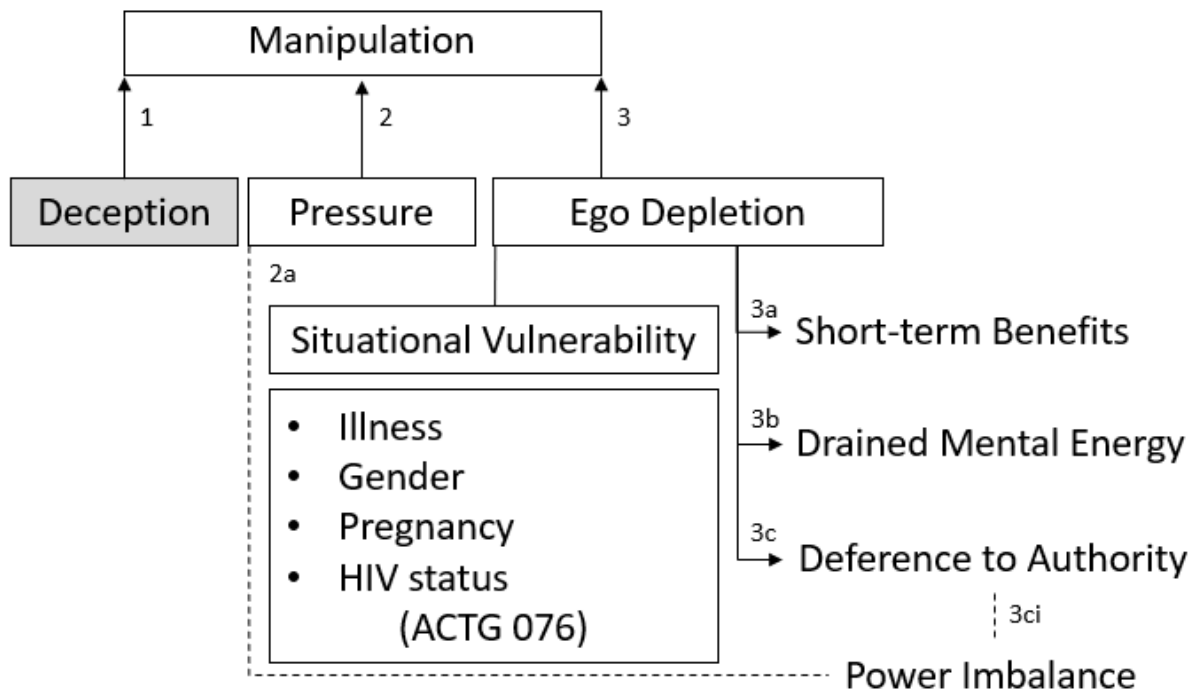 Manipulation
1
2
3
Deception
Pressure
Ego Depletion
2a
Situational Vulnerability
3a
Short-term Benefits
• Illness
• Gender
• Pregnancy
• HIV status
(ACTG 076)
3b
Drained Mental Energy
3c
Deference to Authority
3ci
Power Imbalance